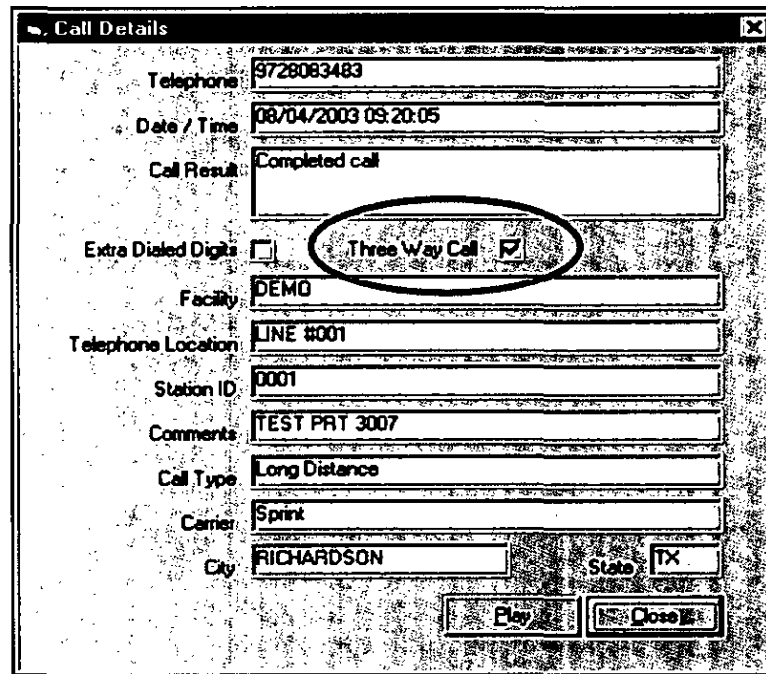 Call Details
Telephone 9728083483
Date / Time 08/04/2003 09:20:05
Call Result Completed call
Extra Dialed Digits Three Way Call
Facility DEMO
Telephone Location LINE #001
Station ID 0001
Comments TEST PRT 3007
Call Type Long Distance
Carrier Sprint
City RICHARDSON State TX
Play Close